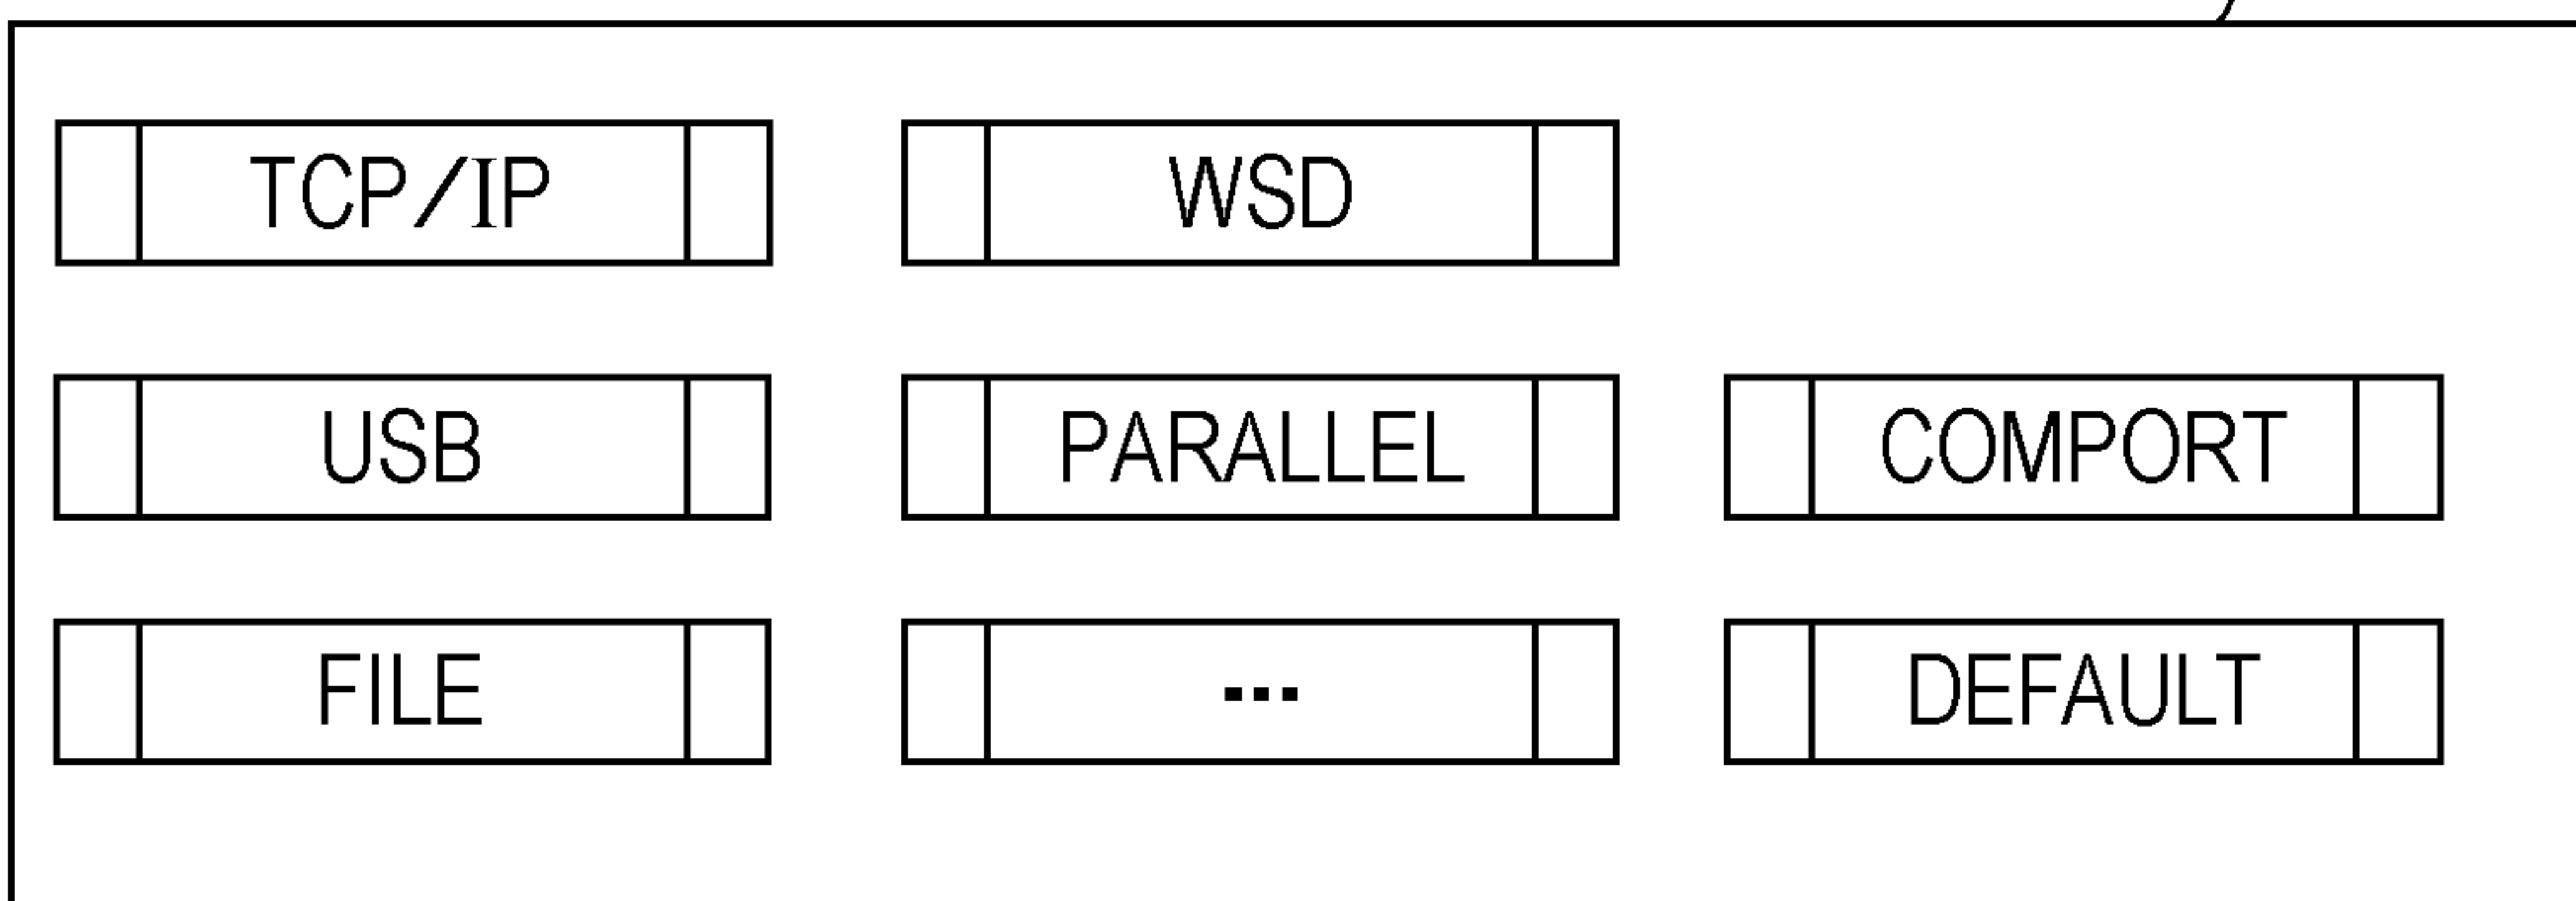 TCP/IP WSD
USB PARALLEL COMPORT
FILE ... DEFAULT